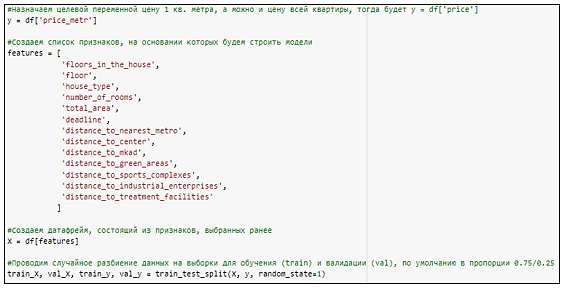 #Назначаем целевой переменной цену 1 кв. метра, а можно и цену всей квартиры, тогда будет y = df['price']
y = df['price_metr']
#Создаем список признаков, на основании которых будем строить модели
features = [
'floors_in_the_house',
'floor',
'house_type',
'number_of_rooms',
'total_area',
'deadline',
'distance_to_nearest_metro',
'distance_to_center',
'distance_to_mkad',
'distance_to_green_areas',
'distance_to_sports_complexes',
'distance_to_industrial_enterprises',
'distance_to_treatment_facilities'
]
#Создаем датафрейм, состоящий из признаков, выбранных ранее
X = df[features]
#Проводим случайное разбиение данных на выборки для обучения (train) и валидации (val), по умолчанию в пропорции 0.75/0.25
train_X, val_X, train_y, val_y = train_test_split(X, y, random_state=1)